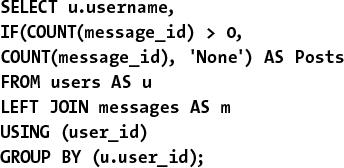 SELECT u.username,
IF(COUNT(message_id) > 0,
COUNT(message_id), 'None') AS Posts
FROM users AS u
LEFT JOIN messages AS m
USING (user_id)
GROUP BY (u.user_id);